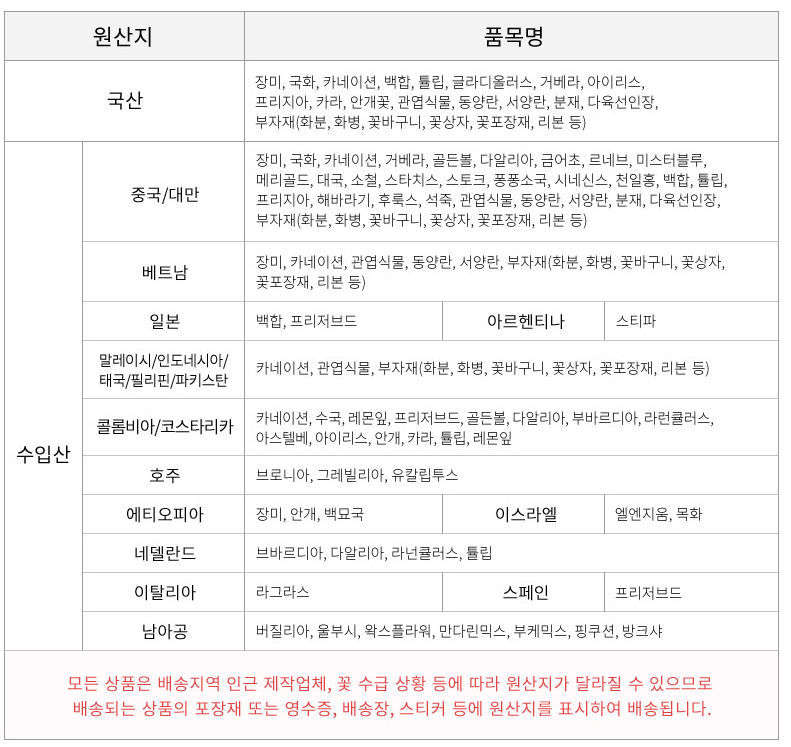 원산지
품목명
국산
장미, 국화, 카네이션, 백합, 튤립, 글라디올러스, 거베라, 아이리스,
프리지아, 카라, 안개꽃, 관엽식물, 동양란, 서양란, 분재, 다육선인장,
부자재(화분, 화병, 꽃바구니, 꽃상자, 꽃포장재, 리본 등)
수입산
중국/대만
장미, 국화, 카네이션, 거베라, 골든볼, 다알리아, 금어초, 르네브, 미스터블루,
메리골드, 대국, 소철, 스타치스, 스토크, 퐁퐁소국, 시네신스, 천일홍, 백합, 튤립,
프리지아, 해바라기, 후룩스, 석죽, 관엽식물, 동양란, 서양란, 분재, 다육선인장,
부자재(화분, 화병, 꽃바구니, 꽃상자, 꽃포장재, 리본 등)
베트남
장미, 카네이션, 관엽식물, 동양란, 서양란, 부자재(화분, 화병, 꽃바구니, 꽃상자,
꽃포장재, 리본 등)
일본
백합, 프리저브드
아르헨티나
스티파
말레이시/인도네시아/
태국/필리핀/파키스탄
카네이션, 관엽식물, 부자재(화분, 화병, 꽃바구니, 꽃상자, 꽃포장재, 리본 등)
콜롬비아/코스타리카
카네이션, 수국, 레몬잎, 프리저브드, 골든볼, 다알리아, 부바르디아, 라런큘러스,
아스텔베, 아이리스, 안개, 카라, 튤립, 레몬잎
호주
브로니아, 그레빌리아, 유칼립투스
에티오피아
장미, 안개, 백묘국
이스라엘
엘엔지움, 목화
네델란드
브바르디아, 다알리아, 라넌큘러스, 튤립
이탈리아
라그라스
스페인
프리저브드
남아공
버질리아, 울부시, 왁스플라워, 만다린믹스, 부케믹스, 핑쿠션, 방크샤
모든 상품은 배송지역 인근 제작업체, 꽃 수급 상황 등에 따라 원산지가 달라질 수 있으므로
배송되는 상품의 포장재 또는 영수증, 배송장, 스티커 등에 원산지를 표시하여 배송됩니다.